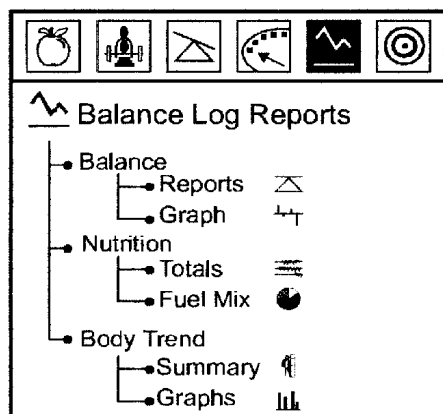 Balance Log Reports
Balance
Reports
Graph
Nutrition
Totals
Fuel Mix
Body Trend
Summary
Graphs